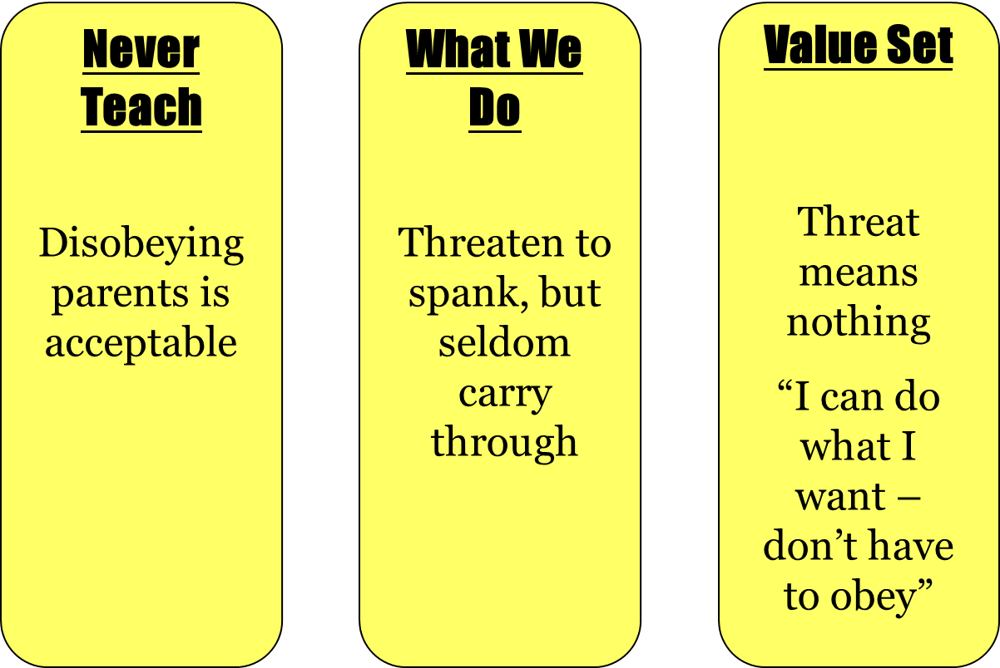 Never
Teach
Disobeying
parents is
acceptable
What We
Do
Threaten to
spank, but
seldom
carry
through
Value Set
Threat
means
nothing
“I can do
what I
want –
don’t have
to obey”